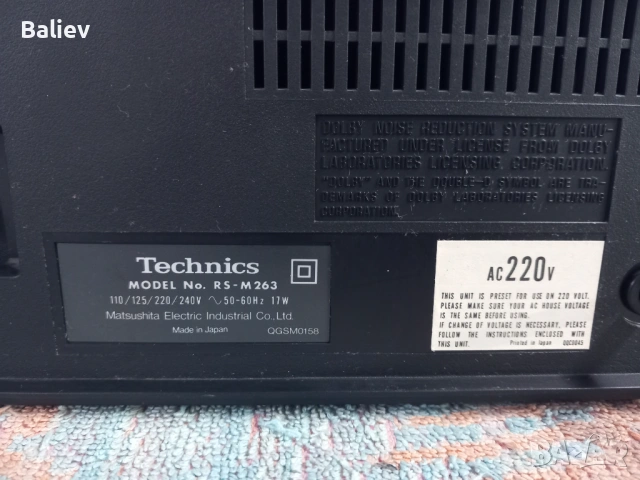 Baliev
DOLBY NOISE REDUCTION SYSTEM MANU-
FACTURED UNDER LICENSE FROM DOLBY
LABORATORIES LICENSING CORPORATION.
"DOLBY" AND THE DOUBLE-D SYMBOL ARE TRA-
DEMARKS OF DOLBY LABORATORIES LICENSING
CORPORATION.
Technics
MODEL No. RS-M263
110/125/220/240V ∿50-60Hz 17W
Matsushita Electric Industrial Co., Ltd.
Made in Japan QGSM0158
AC 220V
THIS UNIT IS PRESET FOR USE ON 220 VOLT.
PLEASE MAKE SURE YOUR AC HOUSE VOLTAGE
IS THE SAME BEFORE USING.
IF CHANGE OF VOLTAGE IS NECESSARY, PLEASE
FOLLOW THE INSTRUCTIONS ENCLOSED WITH
THIS UNIT. Printed in Japan